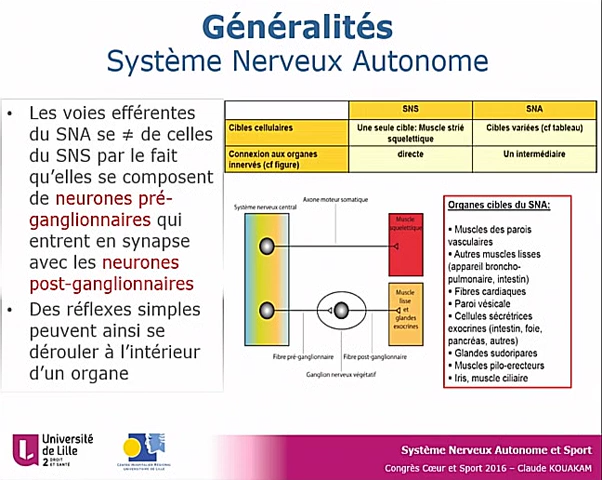 Généralités
Système Nerveux Autonome
• Les voies efférentes
du SNA se ≠ de celles
du SNS par le fait
qu'elles se composent
de neurones pré-
ganglionnaires qui
entrent en synapse
avec les neurones
post-ganglionnaires
• Des réflexes simples
peuvent ainsi se
dérouler à l'intérieur
d'un organe
SNS
SNA
Cibles cellulaires
Une seule cible: Muscle strié
squelettique
Cibles variées (cf tableau)
Connexion aux organes
innervés (cf figure)
directe
Un intermédiaire
Système nerveux central
Axone moteur somatique
Muscle
squelettique
Muscle
lisse
et
glandes
exocrines
Fibre pré-ganglionnaire
Fibre post-ganglionnaire
Ganglion nerveux végétatif
Organes cibles du SNA:
• Muscles des parois
vasculaires
• Autres muscles lisses
(appareil broncho-
pulmonaire, intestin)
• Fibres cardiaques
• Paroi vésicale
• Cellules sécrétrices
exocrines (intestin, foie,
pancréas, autres)
• Glandes sudoripares
• Muscles pilo-erecteurs
• Iris, muscle ciliaire
Université
de Lille
2 DROIT
ET SANTÉ
CENTRE HOSPITALIER RÉGIONAL
UNIVERSITAIRE DE LILLE
Système Nerveux Autonome et Sport
Congrès Cœur et Sport 2016 – Claude KOUAKAM